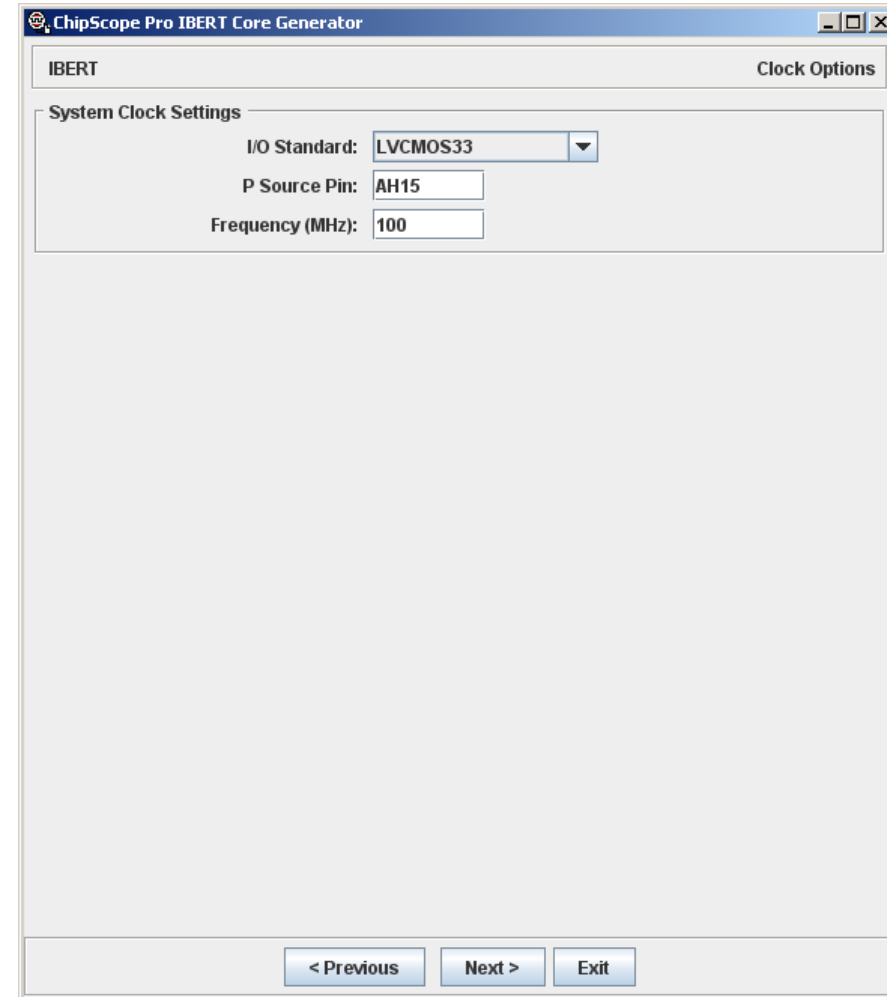 ChipScope Pro IBERT Core Generator
IBERT Clock Options
System Clock Settings
I/O Standard: LVCMOS33
P Source Pin: AH15
Frequency (MHz): 100
< Previous Next > Exit